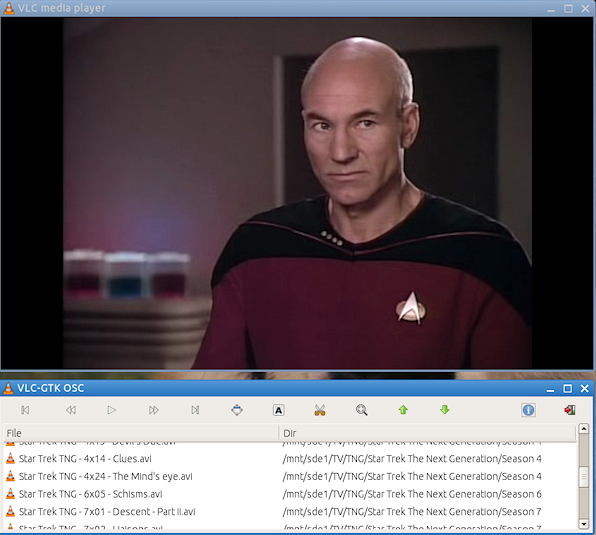 VLC media player
VLC-GTK OSC
A
File Dir
Star Trek TNG - 4x13 - Devil's Due.avi /mnt/sde1/TV/TNG/Star Trek The Next Generation/Season 4
Star Trek TNG - 4x14 - Clues.avi /mnt/sde1/TV/TNG/Star Trek The Next Generation/Season 4
Star Trek TNG - 4x24 - The Mind's eye.avi /mnt/sde1/TV/TNG/Star Trek The Next Generation/Season 4
Star Trek TNG - 6x05 - Schisms.avi /mnt/sde1/TV/TNG/Star Trek The Next Generation/Season 6
Star Trek TNG - 7x01 - Descent - Part II.avi /mnt/sde1/TV/TNG/Star Trek The Next Generation/Season 7
Star Trek TNG - 7x02 - Liaisons.avi /mnt/sde1/TV/TNG/Star Trek The Next Generation/Season 7